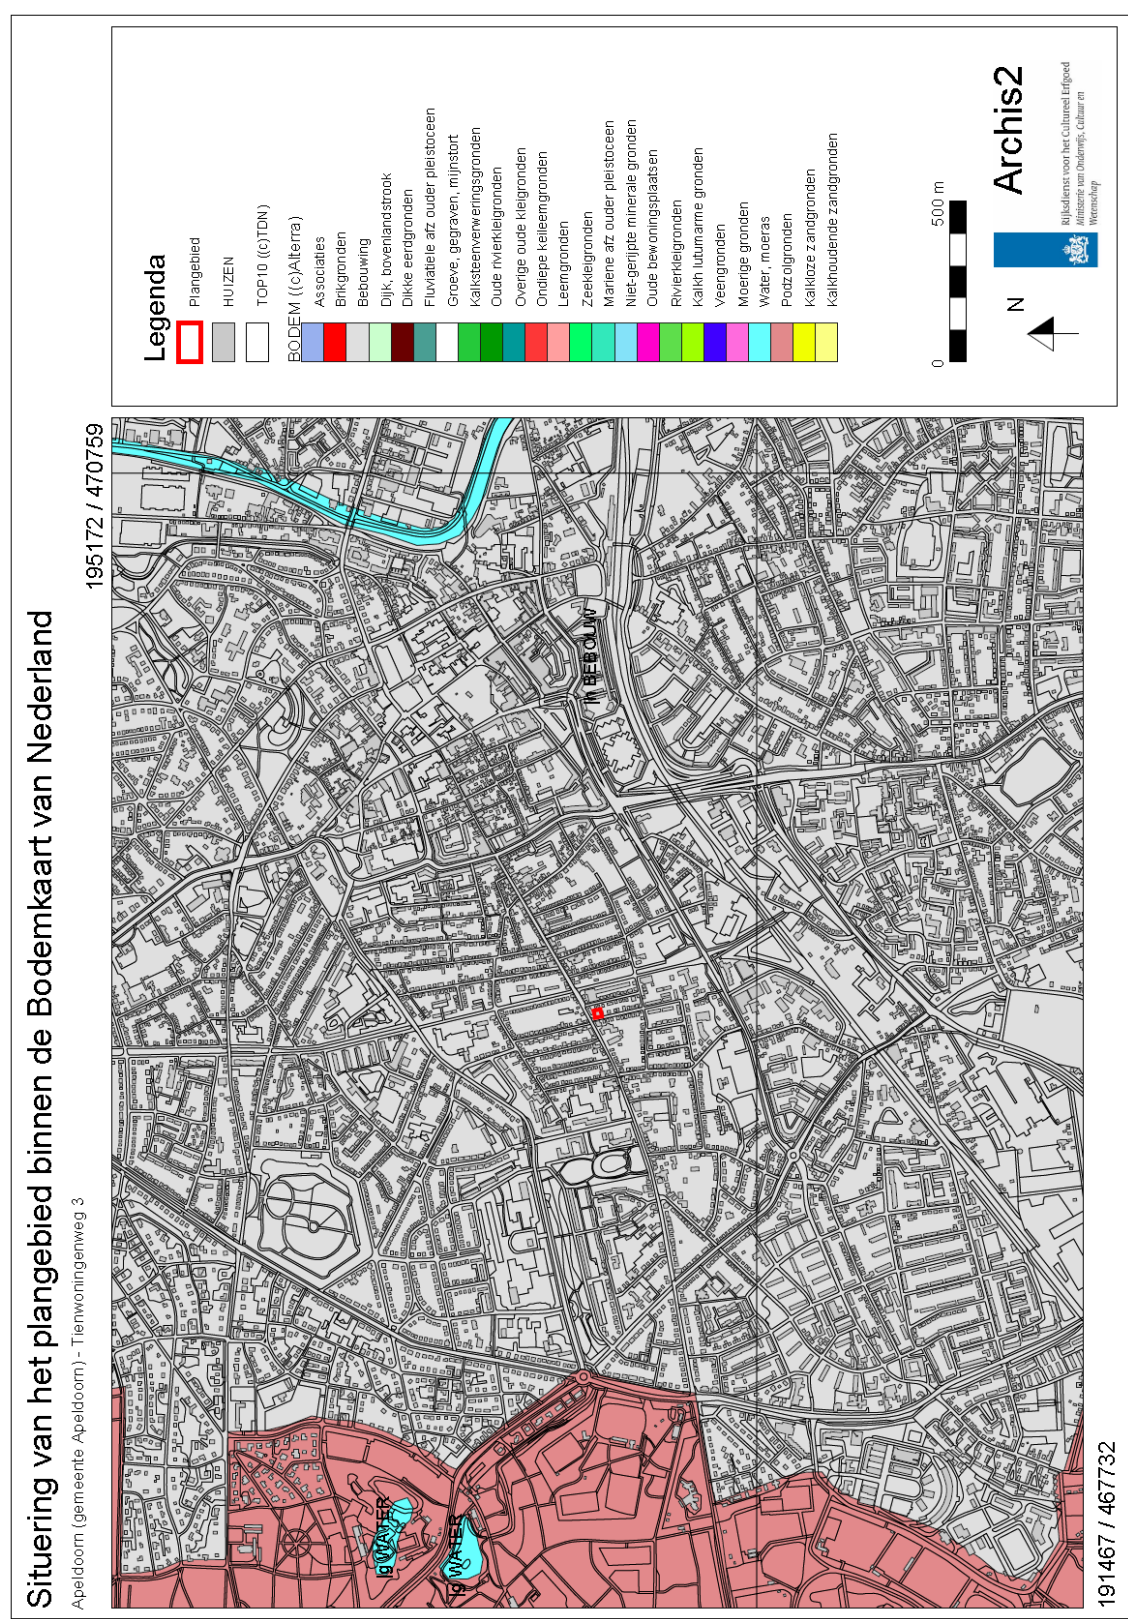 Situering van het plangebied binnen de Bodemkaart van Nederland
Apeldoorn (gemeente Apeldoorn) - Tienwoningenweg 3
195172 / 470759
lg WATER
lg WATER
|h BEBOUW
191467 / 467732
Legenda
Plangebied
HUIZEN
TOP10 ((c)TDN)
BODEM ((c)Alterra)
Associaties
Brikgronden
Bebouwing
Dijk, bovenlandstrook
Dikke eerdgronden
Fluviatiele afz ouder pleistoceen
Groeve, gegraven, mijnstort
Kalksteenverweringsgronden
Oude rivierkleigronden
Overige oude kleigronden
Ondiepe keileemgronden
Leemgronden
Zeekleigronden
Mariene afz ouder pleistoceen
Niet-gerijpte minerale gronden
Oude bewoningsplaatsen
Rivierkleigronden
Kalkh lutumarme gronden
Veengronden
Moerige gronden
Water, moeras
Podzolgronden
Kalkloze zandgronden
Kalkhoudende zandgronden
0 500 m
N
Archis2
Rijksdienst voor het Cultureel Erfgoed
Ministerie van Onderwijs, Cultuur en
Wetenschap